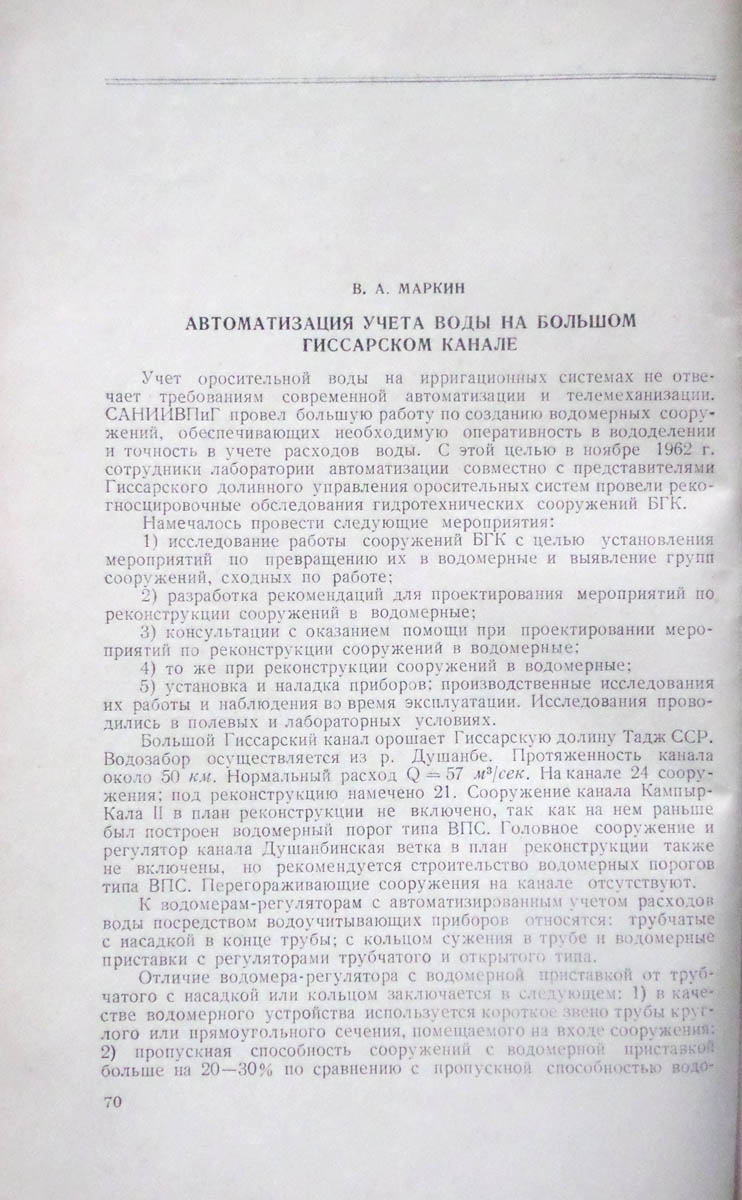 В. А. МАРКИН
АВТОМАТИЗАЦИЯ УЧЕТА ВОДЫ НА БОЛЬШОМ
ГИССАРСКОМ КАНАЛЕ
Учет оросительной воды на ирригационных системах не отве-
чает требованиям современной автоматизации и телемеханизации.
САНИИВПиГ провел большую работу по созданию водомерных соору-
жений, обеспечивающих необходимую оперативность в вододелении
и точность в учете расходов воды. С этой целью в ноябре 1962 г.
сотрудники лаборатории автоматизации совместно с представителями
Гиссарского долинного управления оросительных систем провели реко-
гносцировочные обследования гидротехнических сооружений БГК.
Намечалось провести следующие мероприятия:
1) исследование работы сооружений БГК с целью установления
мероприятий по превращению их в водомерные и выявление групп
сооружений, сходных по работе;
2) разработка рекомендаций для проектирования мероприятий по
реконструкции сооружений в водомерные;
3) консультации с оказанием помощи при проектировании меро-
приятий по реконструкции сооружений в водомерные;
4) то же при реконструкции сооружений в водомерные;
5) установка и наладка приборов; производственные исследования
их работы и наблюдения во время эксплуатации. Исследования прово-
дились в полевых и лабораторных условиях.
Большой Гиссарский канал орошает Гиссарскую долину Тадж ССР.
Водозабор осуществляется из р. Душанбе. Протяженность канала
около 50 км. Нормальный расход Q = 57 м³/сек. На канале 24 соору-
жения; под реконструкцию намечено 21. Сооружение канала Кампыр-
Кала II в план реконструкции не включено, так как на нем раньше
был построен водомерный порог типа ВПС. Головное сооружение и
регулятор канала Душанбинская ветка в план реконструкции также
не включены, но рекомендуется строительство водомерных порогов
типа ВПС. Перегораживающие сооружения на канале отсутствуют.
К водомерам-регуляторам с автоматизированным учетом расходов
воды посредством водоучитывающих приборов относятся: трубчатые
с насадкой в конце трубы; с кольцом сужения в трубе и водомерные
приставки с регуляторами трубчатого и открытого типа.
Отличие водомера-регулятора с водомерной приставкой от труб-
чатого с насадкой или кольцом заключается в следующем: 1) в каче-
стве водомерного устройства используется короткое звено трубы круг-
лого или прямоугольного сечения, помещаемого на входе сооружения;
2) пропускная способность сооружений с водомерной приставкой
больше на 20—30% по сравнению с пропускной способностью водо-
70